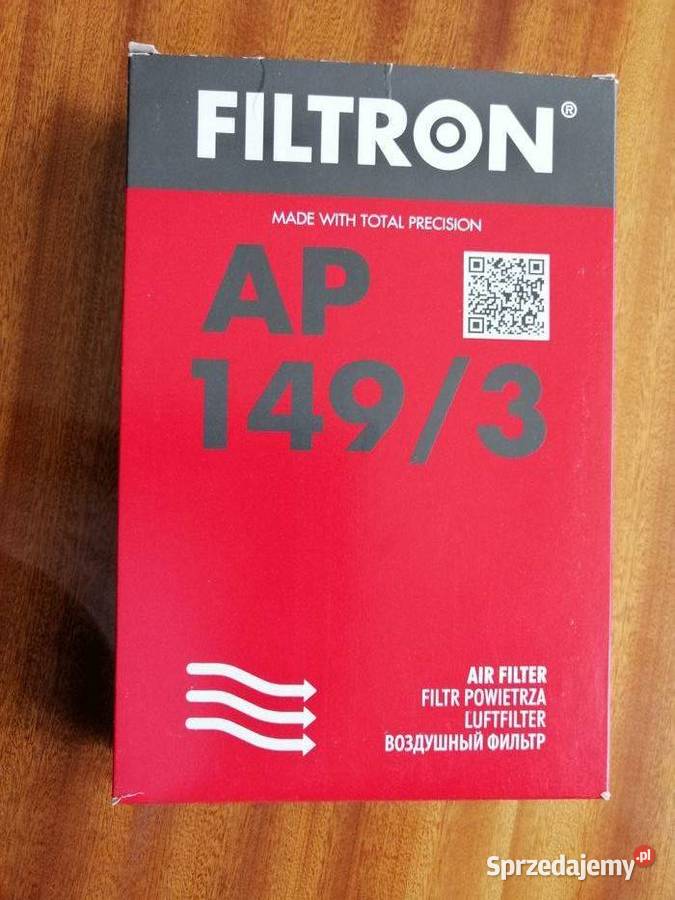 FILTRON®
MADE WITH TOTAL PRECISION
AP
149/3
AIR FILTER
FILTR POWIETRZA
LUFTFILTER
ВОЗДУШНЫЙ ФИЛЬТР
Sprzedajemy.pl